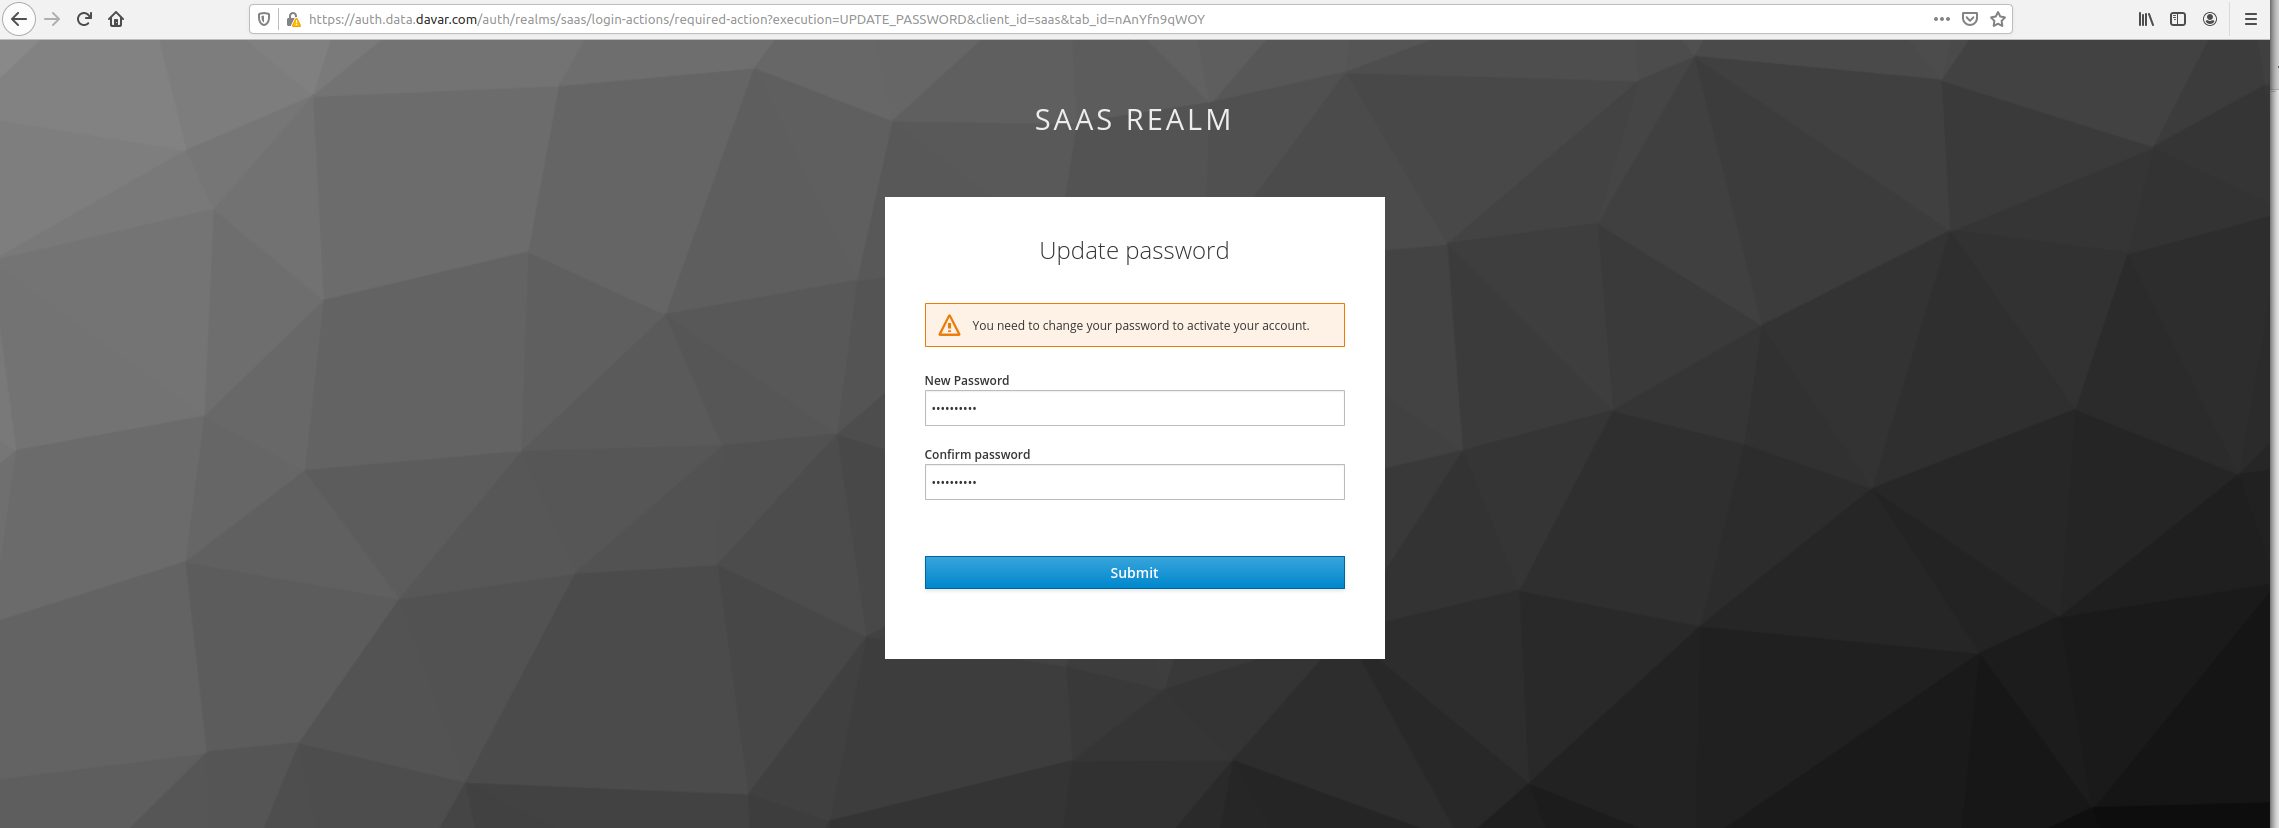 https://auth.data.davar.com/auth/realms/saas/login-actions/required-action?execution=UPDATE_PASSWORD&client_id=saas&tab_id=nAnYfn9qWOY
SAAS REALM
Update password
You need to change your password to activate your account.
New Password
••••••••••
Confirm password
••••••••••
Submit